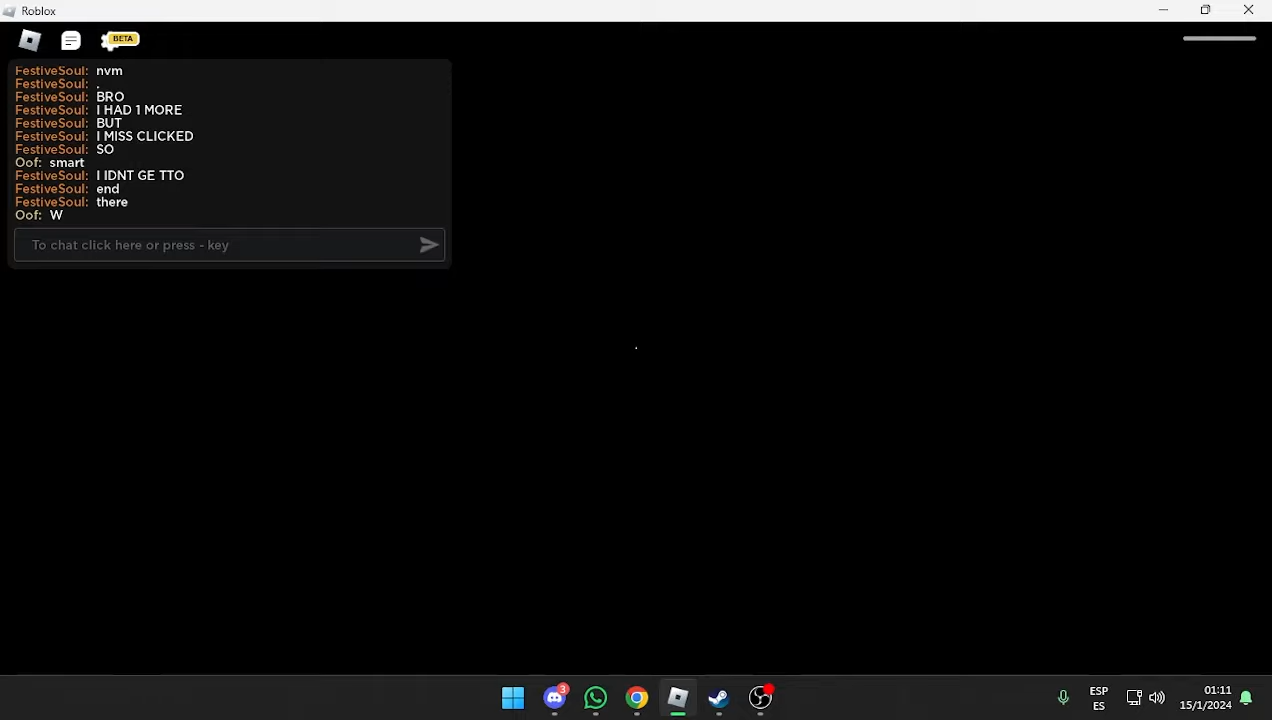 Roblox
BETA
FestiveSoul: nvm
FestiveSoul: .
FestiveSoul: BRO
FestiveSoul: I HAD 1 MORE
FestiveSoul: BUT
FestiveSoul: I MISS CLICKED
FestiveSoul: SO
Oof: smart
FestiveSoul: I IDNT GE TTO
FestiveSoul: end
FestiveSoul: there
Oof: W
To chat click here or press - key
3
ESP
ES
01:11
15/1/2024